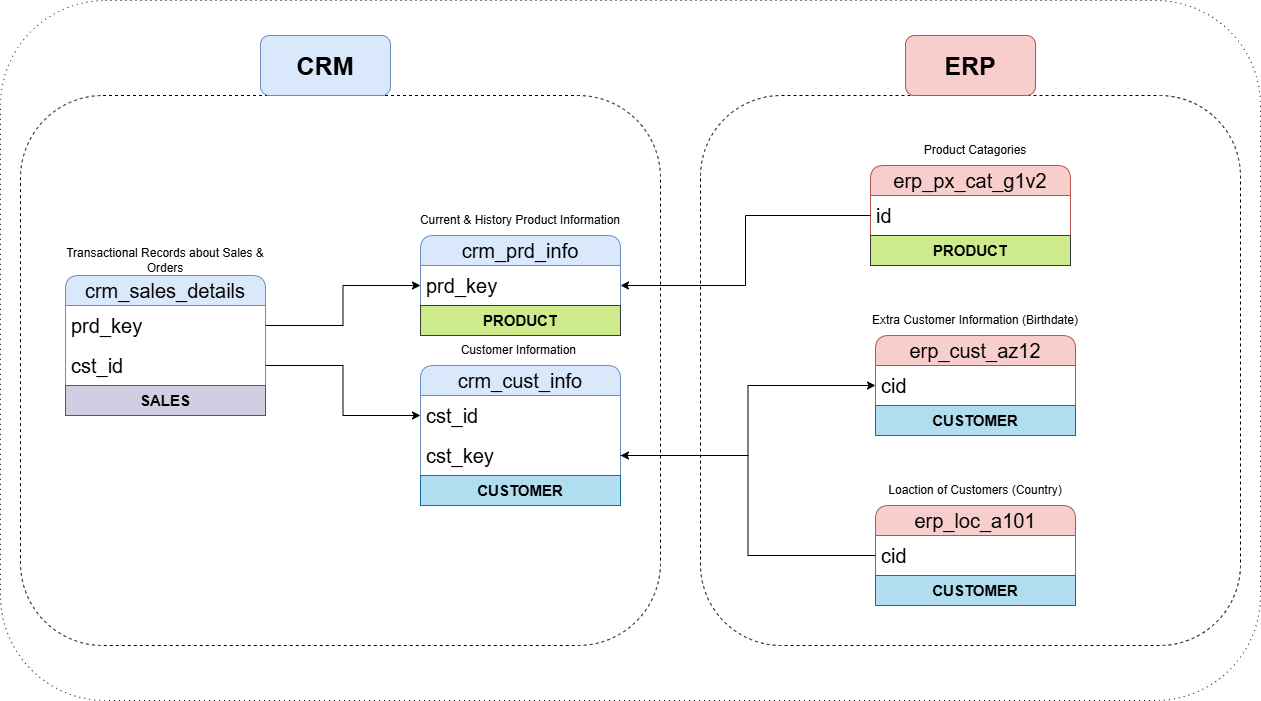 CRM
ERP
Transactional Records about Sales &
Orders
crm_sales_details
prd_key
cst_id
SALES
Current & History Product Information
crm_prd_info
prd_key
PRODUCT
Customer Information
crm_cust_info
cst_id
cst_key
CUSTOMER
Product Catagories
erp_px_cat_g1v2
id
PRODUCT
Extra Customer Information (Birthdate)
erp_cust_az12
cid
CUSTOMER
Loaction of Customers (Country)
erp_loc_a101
cid
CUSTOMER